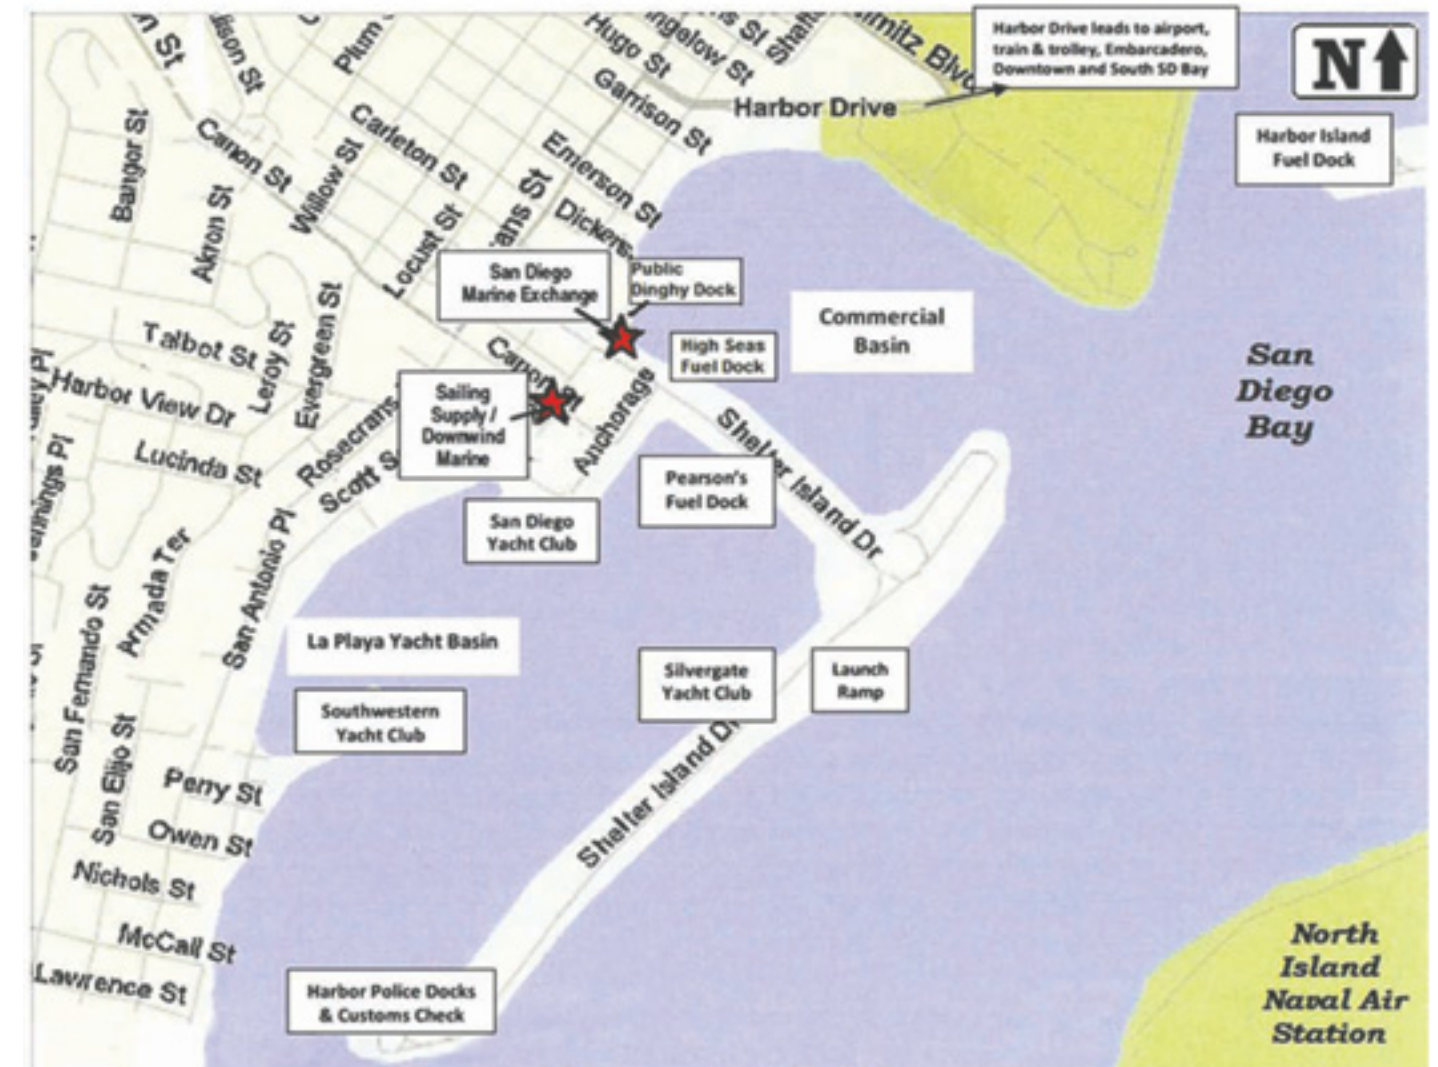 Harbor Drive leads to airport,
train & trolley, Embarcadero,
Downtown and South SD Bay
N
Harbor Island
Fuel Dock
Plum
Hugo St
St
Garrison St
Harbor Drive
Blvd
Bangor St
Canon St
Carleton St
Willow St
Akron St
Emerson St
Dickens
Locust St
San Diego
Marine Exchange
Public
Dinghy Dock
Commercial
Basin
High Seas
Fuel Dock
San
Diego
Bay
Talbot St
Leroy St
Evergreen St
Canon St
Harbor View Dr
Sailing
Supply /
Downwind
Marine
Anchorage
Shelter Island Dr
Lucinda St
Rosecrans
Scott S
Pearson's
Fuel Dock
San Diego
Yacht Club
San Antonio Pl
Armada Ter
San Fernando St
La Playa Yacht Basin
Silvergate
Yacht Club
Launch
Ramp
Southwestern
Yacht Club
San Elijo St
Perry St
Shelter Island Dr
Owen St
Nichols St
McCall St
Lawrence St
Harbor Police Docks
& Customs Check
North
Island
Naval Air
Station